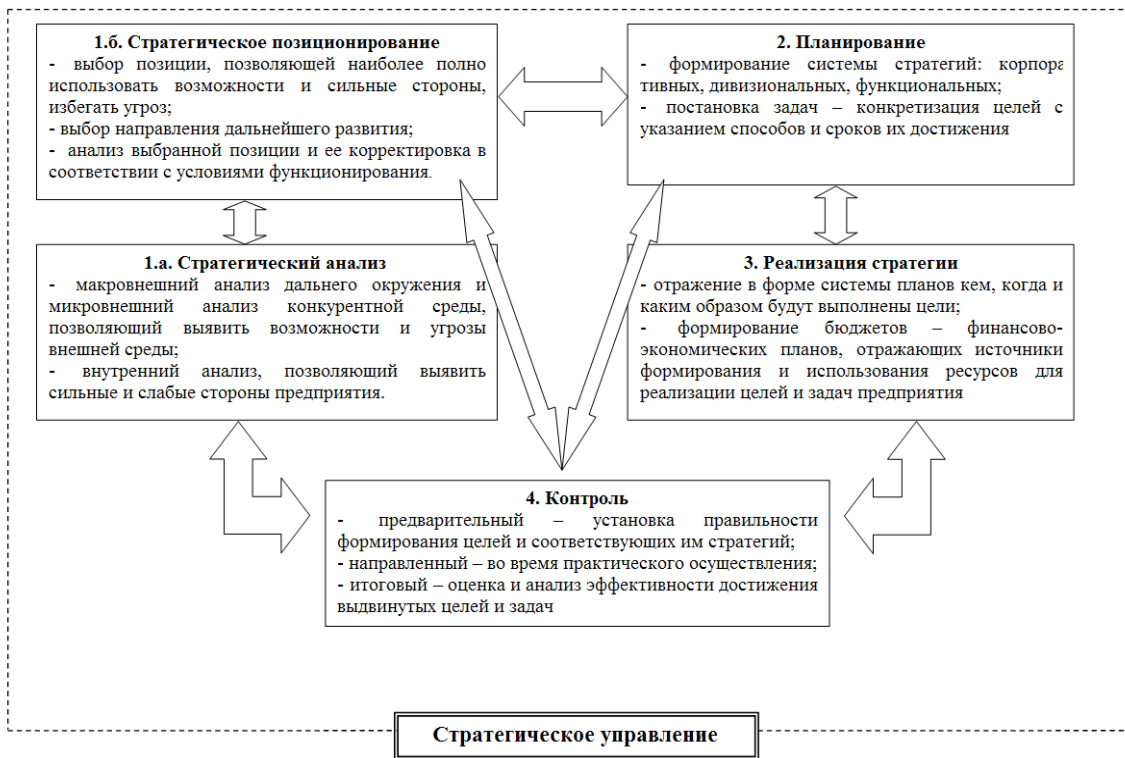 1.б. Стратегическое позиционирование
- выбор позиции, позволяющей наиболее полно
использовать возможности и сильные стороны,
избегать угроз;
- выбор направления дальнейшего развития;
- анализ выбранной позиции и ее корректировка в
соответствии с условиями функционирования.
2. Планирование
- формирование системы стратегий: корпора
тивных, дивизиональных, функциональных;
- постановка задач – конкретизация целей с
указанием способов и сроков их достижения
1.а. Стратегический анализ
- макровнешний анализ дальнего окружения и
микровнешний анализ конкурентной среды,
позволяющий выявить возможности и угрозы
внешней среды;
- внутренний анализ, позволяющий выявить
сильные и слабые стороны предприятия.
3. Реализация стратегии
- отражение в форме системы планов кем, когда и
каким образом будут выполнены цели;
- формирование бюджетов – финансово-
экономических планов, отражающих источники
формирования и использования ресурсов для
реализации целей и задач предприятия
4. Контроль
- предварительный – установка правильности
формирования целей и соответствующих им стратегий;
- направленный – во время практического осуществления;
- итоговый – оценка и анализ эффективности достижения
выдвинутых целей и задач
Стратегическое управление